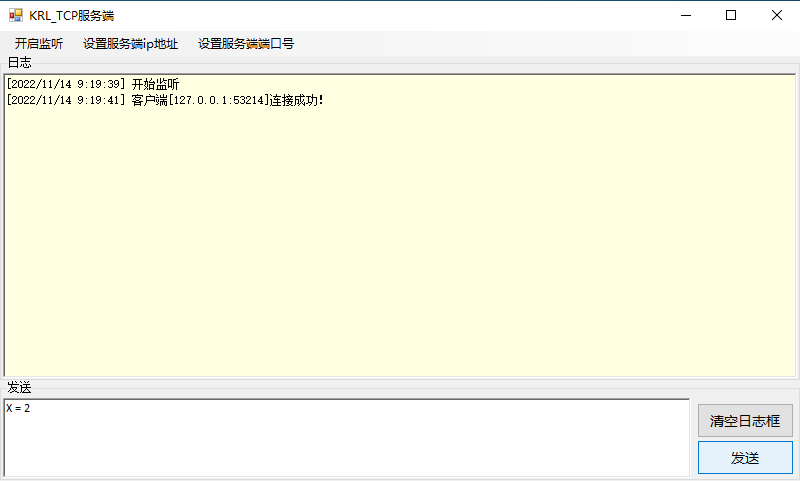 KRL_TCP服务端
开启监听 设置服务端ip地址 设置服务端端口号
日志
[2022/11/14 9:19:39] 开始监听
[2022/11/14 9:19:41] 客户端[127.0.0.1:53214]连接成功!
发送
X = 2
清空日志框
发送